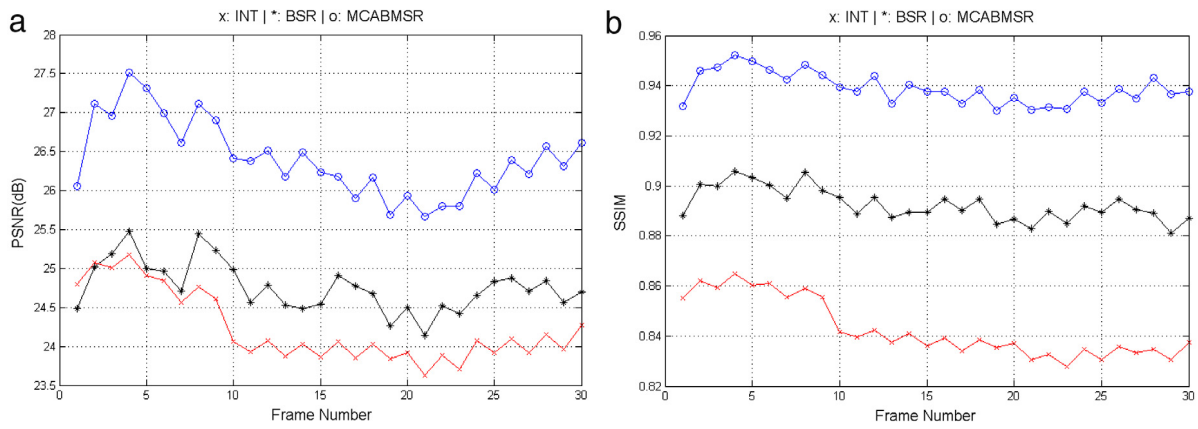 a
x: INT | *: BSR | o: MCABMSR
28
27.5
27
26.5
26
25.5
25
24.5
24
23.5
PSNR(dB)
0 5 10 15 20 25 30
Frame Number
b
x: INT | *: BSR | o: MCABMSR
0.96
0.94
0.92
0.9
0.88
0.86
0.84
0.82
SSIM
0 5 10 15 20 25 30
Frame Number